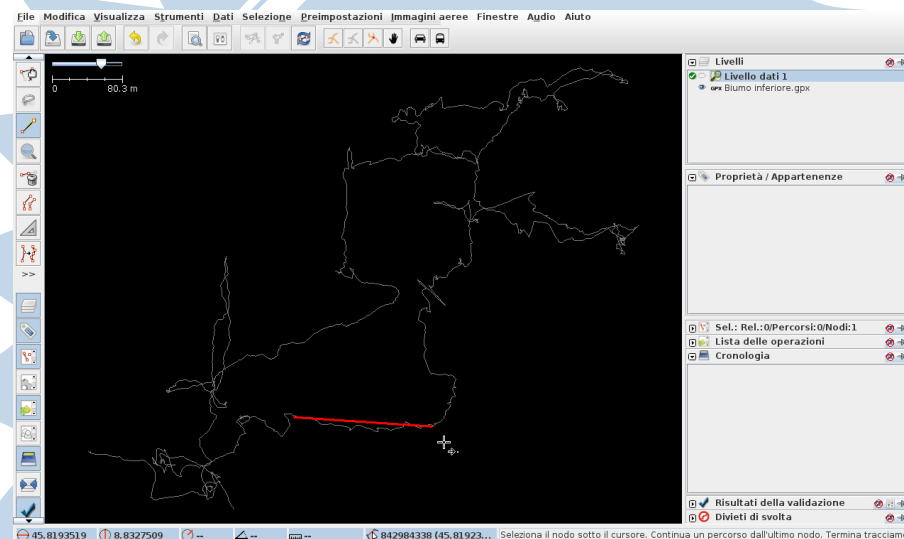 File Modifica Visualizza Strumenti Dati Selezione Preimpostazioni Immagini aeree Finestre Audio Aiuto
0 80.3 m
>>
Livelli
Livello dati 1
GPX Biumo inferiore.gpx
Proprietà / Appartenenze
Sel.: Rel.:0/Percorsi:0/Nodi:1
Lista delle operazioni
Cronologia
Risultati della validazione
Divieti di svolta
45.8193519 8.8327509 -- -- -- 842984338 (45.81923... Seleziona il nodo sotto il cursore. Continua un percorso dall'ultimo nodo. Termina tracciame